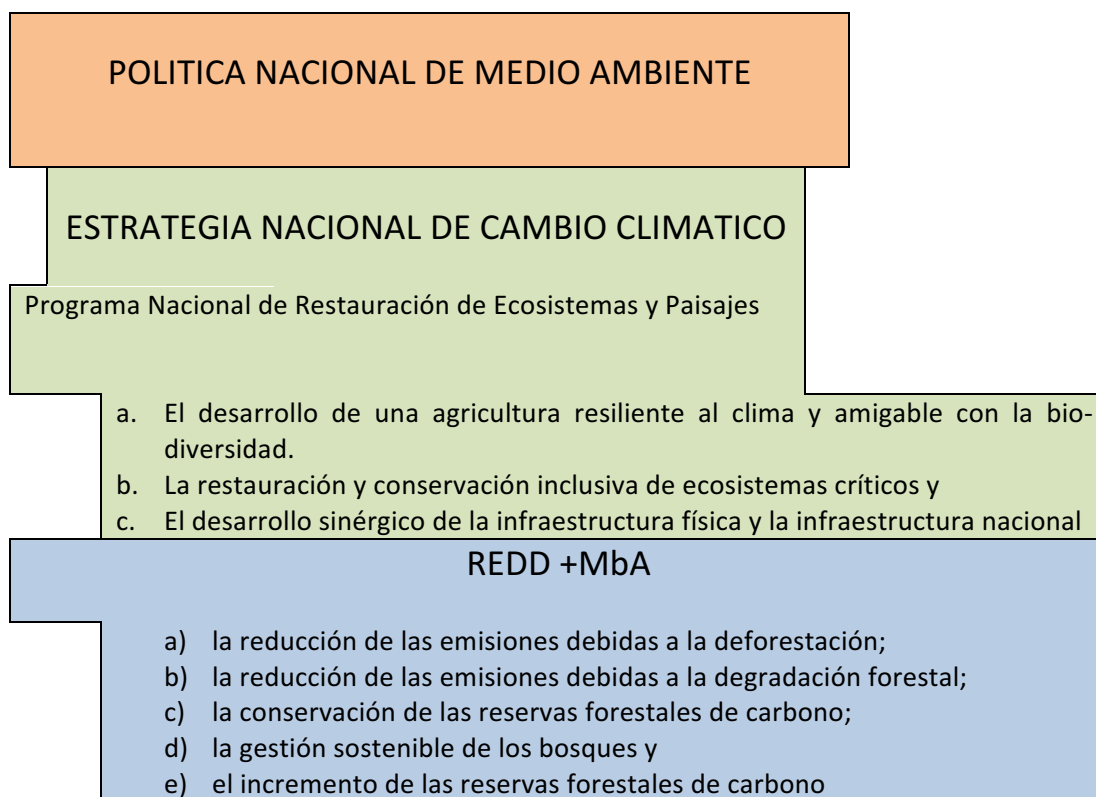 POLITICA NACIONAL DE MEDIO AMBIENTE
ESTRATEGIA NACIONAL DE CAMBIO CLIMATICO
Programa Nacional de Restauración de Ecosistemas y Paisajes
a. El desarrollo de una agricultura resiliente al clima y amigable con la bio-
diversidad.
b. La restauración y conservación inclusiva de ecosistemas críticos y
c. El desarrollo sinérgico de la infraestructura física y la infraestructura nacional
REDD +MbA
a) la reducción de las emisiones debidas a la deforestación;
b) la reducción de las emisiones debidas a la degradación forestal;
c) la conservación de las reservas forestales de carbono;
d) la gestión sostenible de los bosques y
e) el incremento de las reservas forestales de carbono